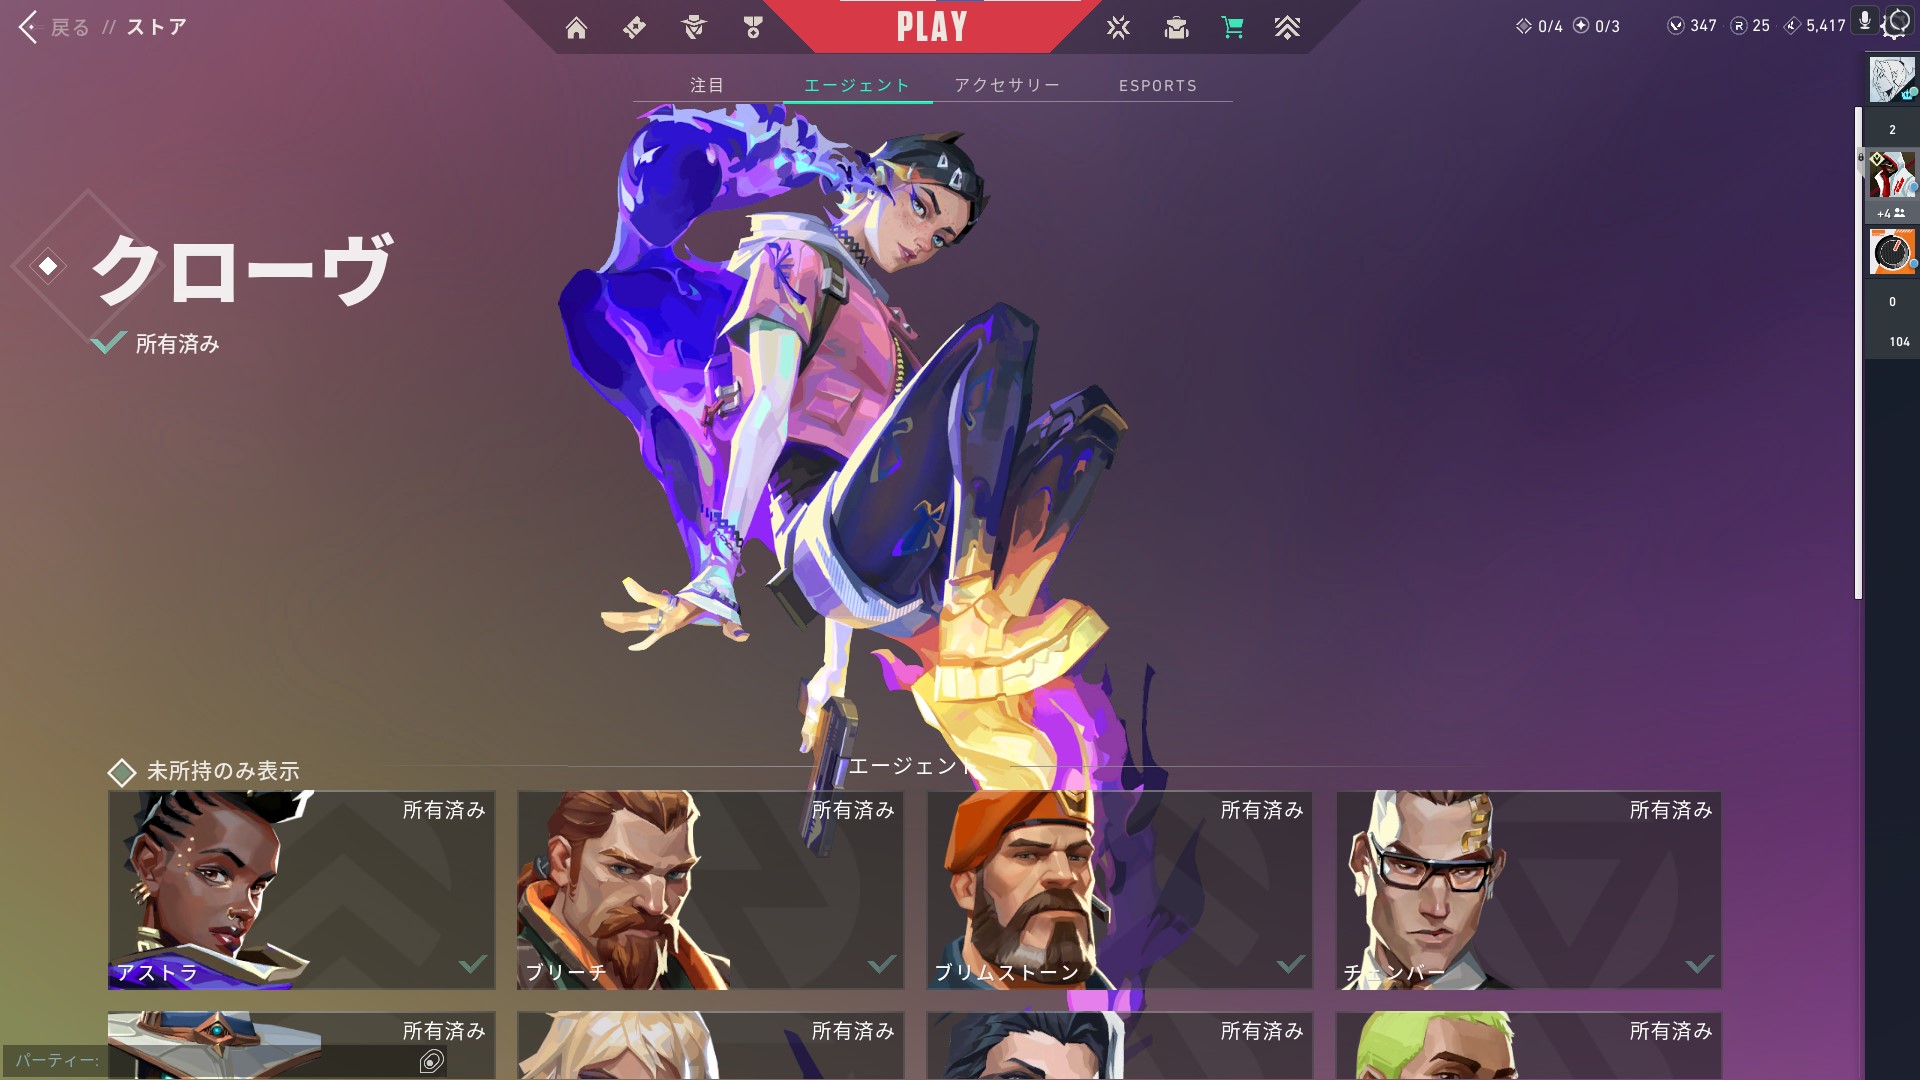 戻る // ストア
PLAY
0/4 0/3 347 25 5,417
注目 エージェント アクセサリー ESPORTS
2
+4
0
104
クローヴ
所有済み
未所持のみ表示
エージェント
所有済み 所有済み 所有済み 所有済み
アストラ ブリーチ ブリムストーン チェンバー
所有済み 所有済み 所有済み 所有済み
パーティー: